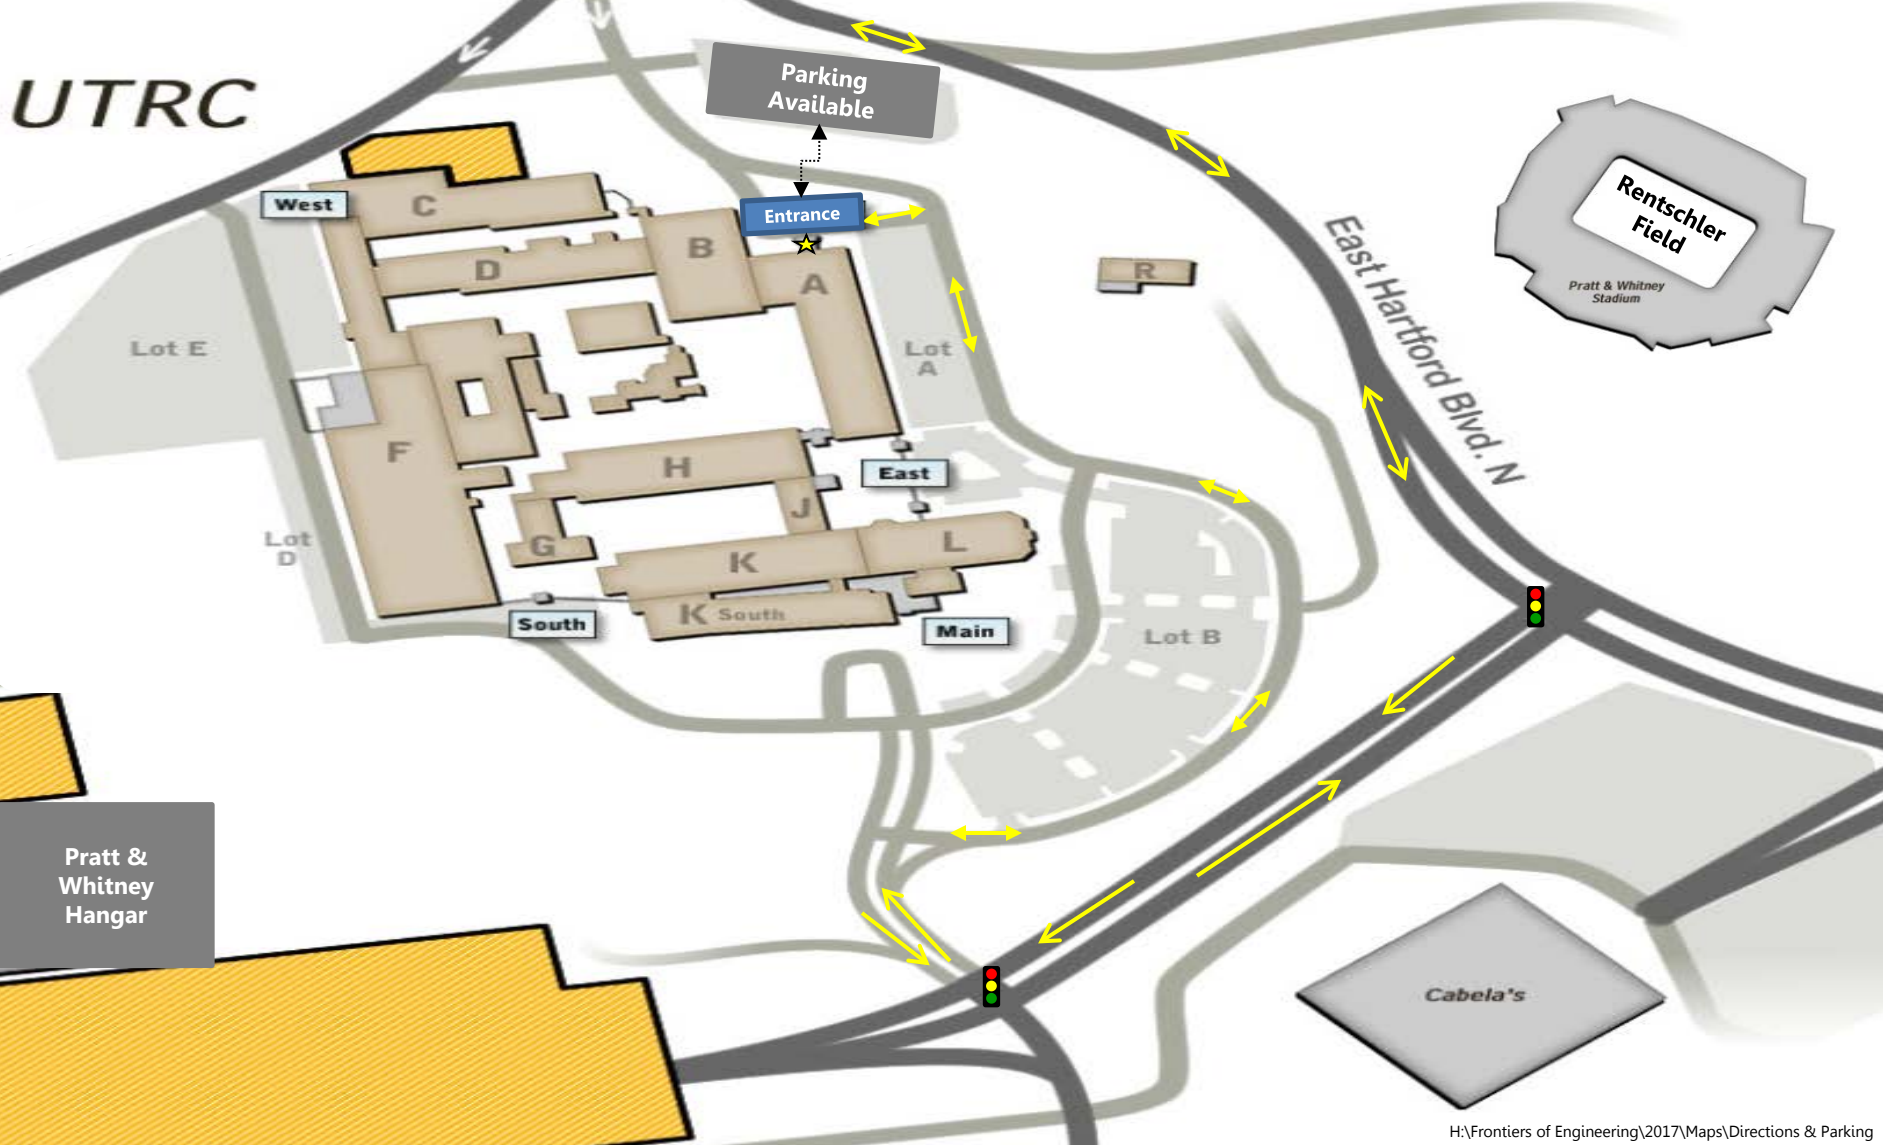 UTRC
Parking
Available
West
C
Entrance
B
D
A
R
Rentschler
Field
Pratt & Whitney
Stadium
East Hartford Blvd. N
Lot E
Lot
A
F
H
East
J
Lot
D
G
L
K
K South
South
Main
Lot B
Pratt &
Whitney
Hangar
Cabela's
H:\Frontiers of Engineering\2017\Maps\Directions & Parking